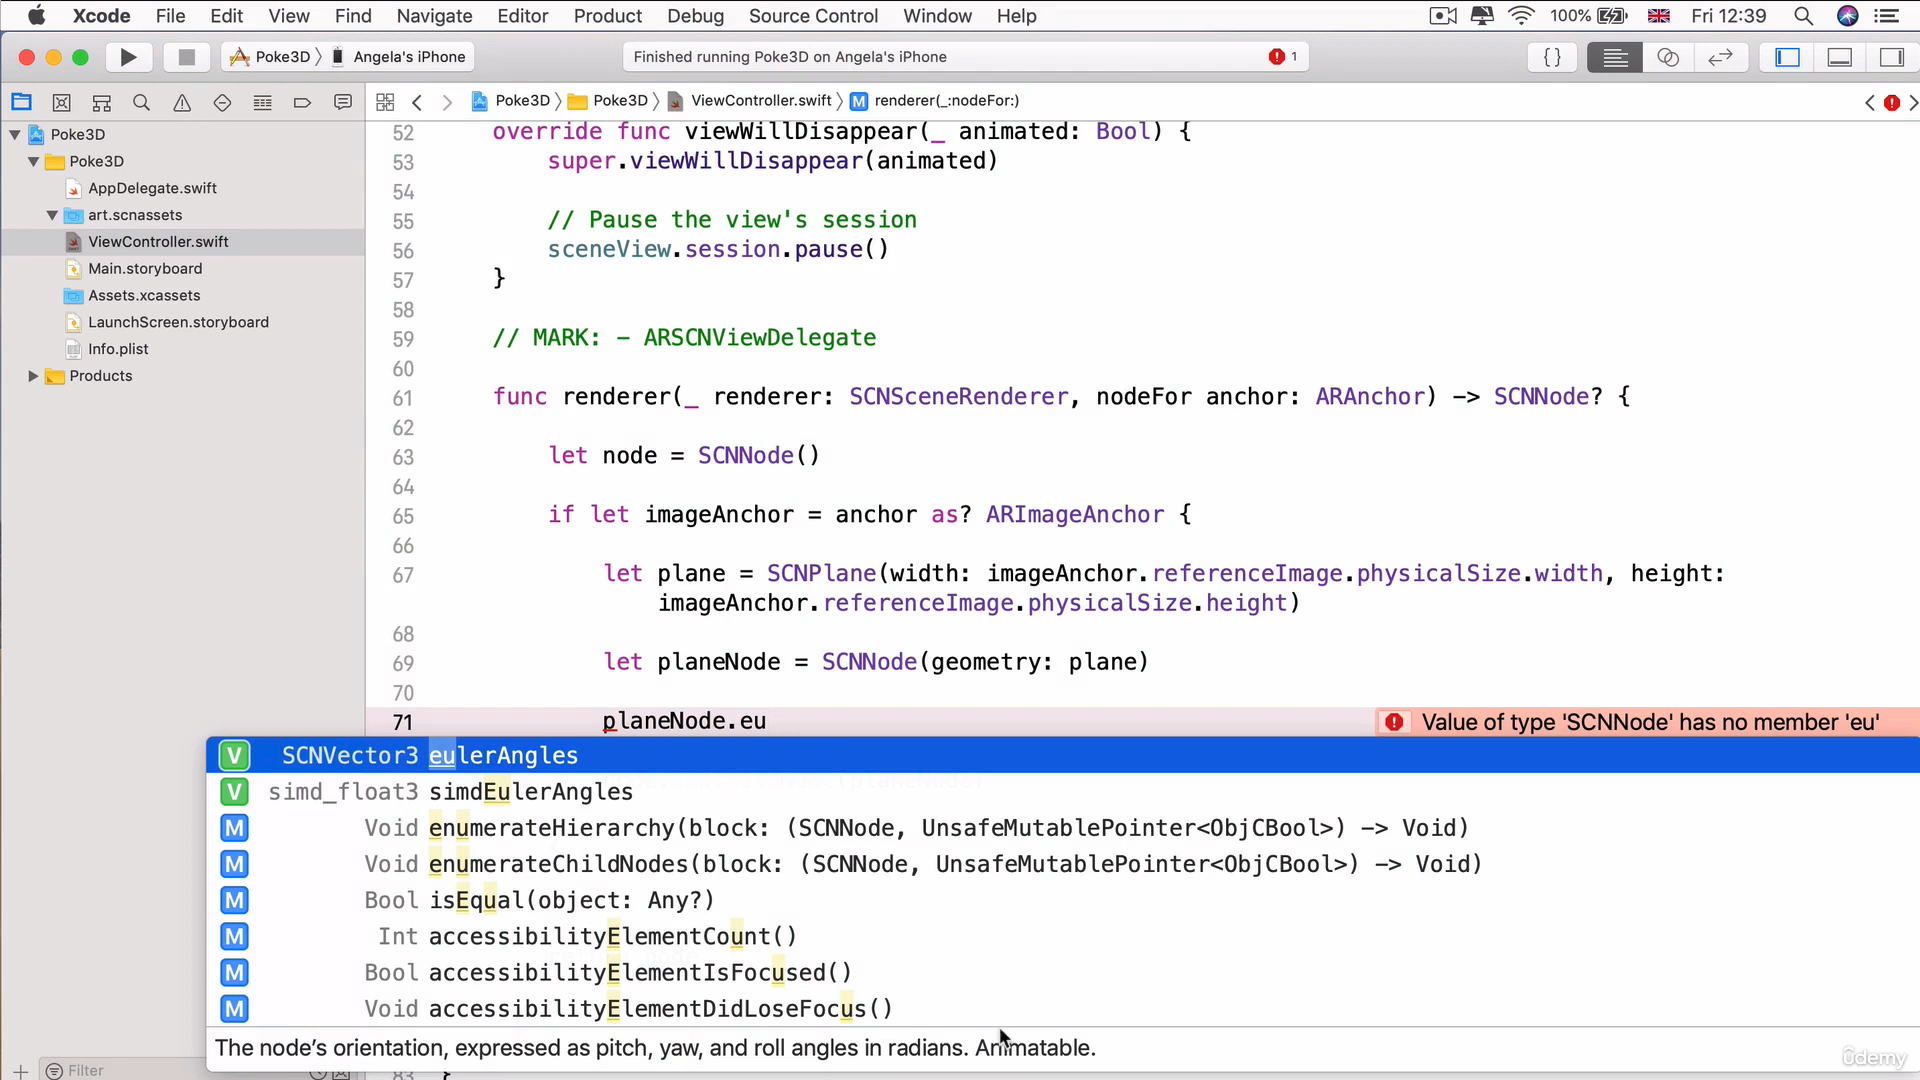 Xcode File Edit View Find Navigate Editor Product Debug Source Control Window Help 100% Fri 12:39
Poke3D Angela's iPhone Finished running Poke3D on Angela's iPhone 1 { }
Poke3D Poke3D ViewController.swift M renderer(_:nodeFor:)
Poke3D
Poke3D
AppDelegate.swift
art.scnassets
ViewController.swift
Main.storyboard
Assets.xcassets
LaunchScreen.storyboard
Info.plist
Products
52 override func viewWillDisappear(_ animated: Bool) {
53 super.viewWillDisappear(animated)
54
55 // Pause the view's session
56 sceneView.session.pause()
57 }
58
59 // MARK: - ARSCNViewDelegate
60
61 func renderer(_ renderer: SCNSceneRenderer, nodeFor anchor: ARAnchor) -> SCNNode? {
62
63 let node = SCNNode()
64
65 if let imageAnchor = anchor as? ARImageAnchor {
66
67 let plane = SCNPlane(width: imageAnchor.referenceImage.physicalSize.width, height:
imageAnchor.referenceImage.physicalSize.height)
68
69 let planeNode = SCNNode(geometry: plane)
70
71 planeNode.eu Value of type 'SCNNode' has no member 'eu'
V SCNVector3 eulerAngles
V simd_float3 simdEulerAngles
M Void enumerateHierarchy(block: (SCNNode, UnsafeMutablePointer<ObjCBool>) -> Void)
M Void enumerateChildNodes(block: (SCNNode, UnsafeMutablePointer<ObjCBool>) -> Void)
M Bool isEqual(object: Any?)
M Int accessibilityElementCount()
M Bool accessibilityElementIsFocused()
M Void accessibilityElementDidLoseFocus()
The node's orientation, expressed as pitch, yaw, and roll angles in radians. Animatable.
Filter
83 }
ûdemy